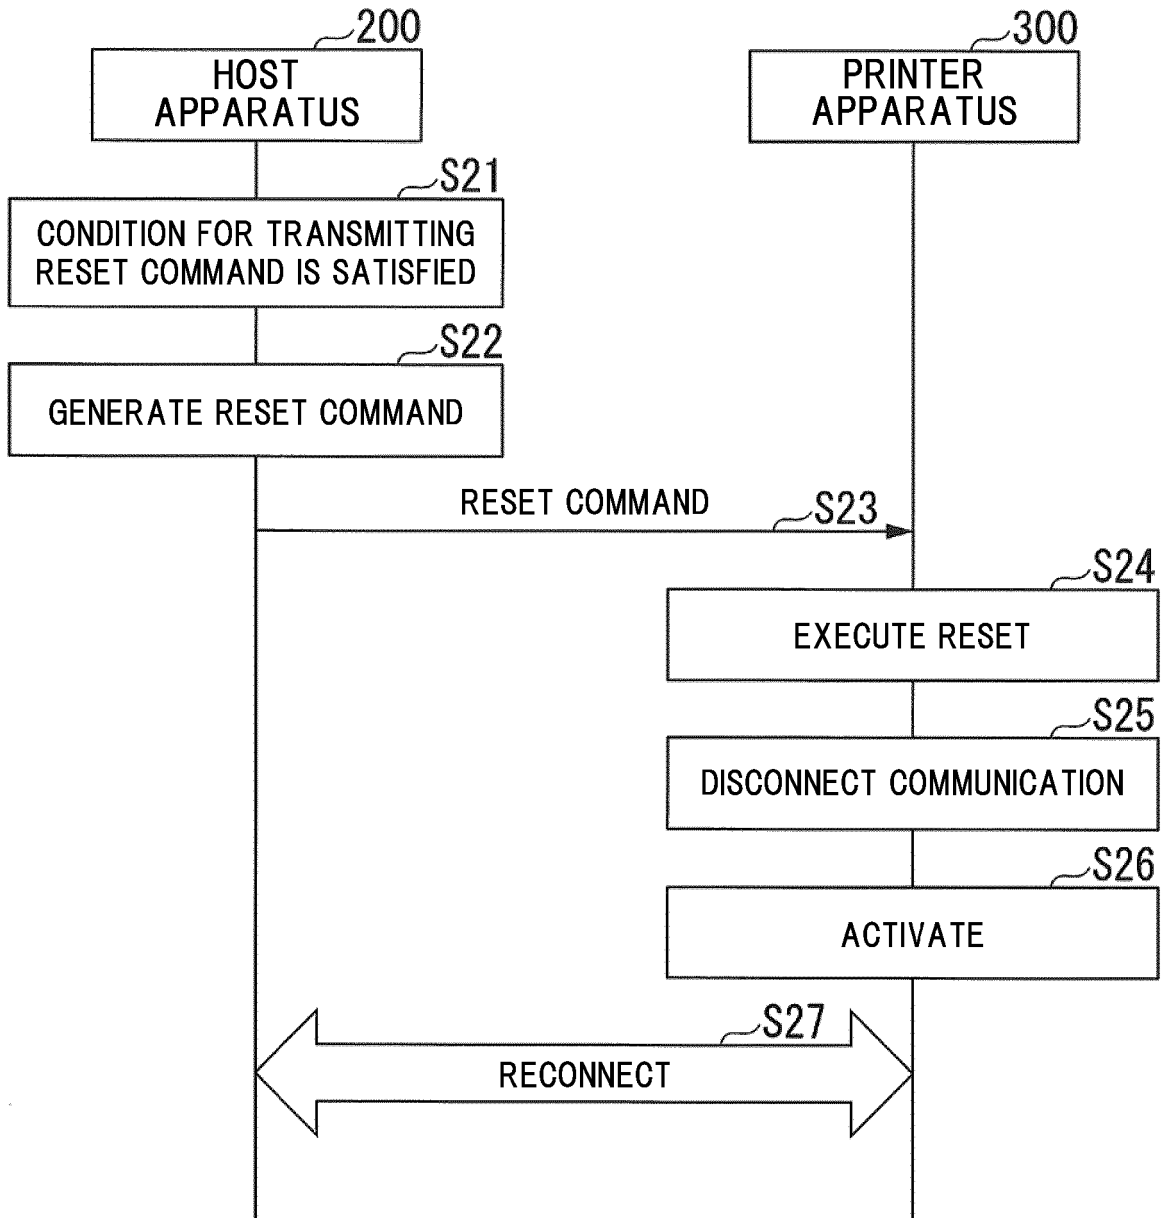 200
HOST
APPARATUS
300
PRINTER
APPARATUS
S21
CONDITION FOR TRANSMITTING
RESET COMMAND IS SATISFIED
S22
GENERATE RESET COMMAND
RESET COMMAND
S23
S24
EXECUTE RESET
S25
DISCONNECT COMMUNICATION
S26
ACTIVATE
S27
RECONNECT